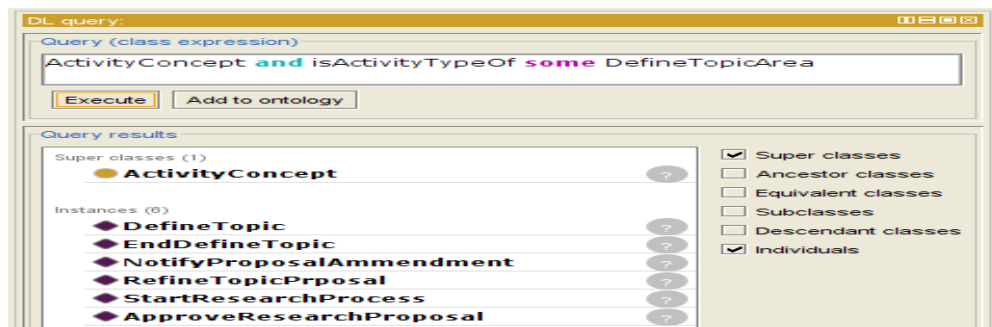 DL query:
Query (class expression)
ActivityConcept and isActivityTypeOf some DefineTopicArea
Execute Add to ontology
Query results
Super classes (1)
ActivityConcept ?
Instances (6)
DefineTopic ?
EndDefineTopic ?
NotifyProposalAmmendment ?
RefineTopicPrposal ?
StartResearchProcess ?
ApproveResearchProposal ?
Super classes
Ancestor classes
Equivalent classes
Subclasses
Descendant classes
Individuals